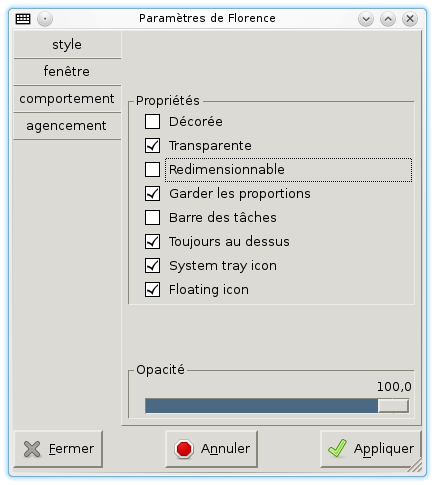 Paramètres de Florence
style
fenêtre
comportement
agencement
Propriétés
Décorée
Transparente
Redimensionnable
Garder les proportions
Barre des tâches
Toujours au dessus
System tray icon
Floating icon
Opacité
100,0
Fermer
Annuler
Appliquer